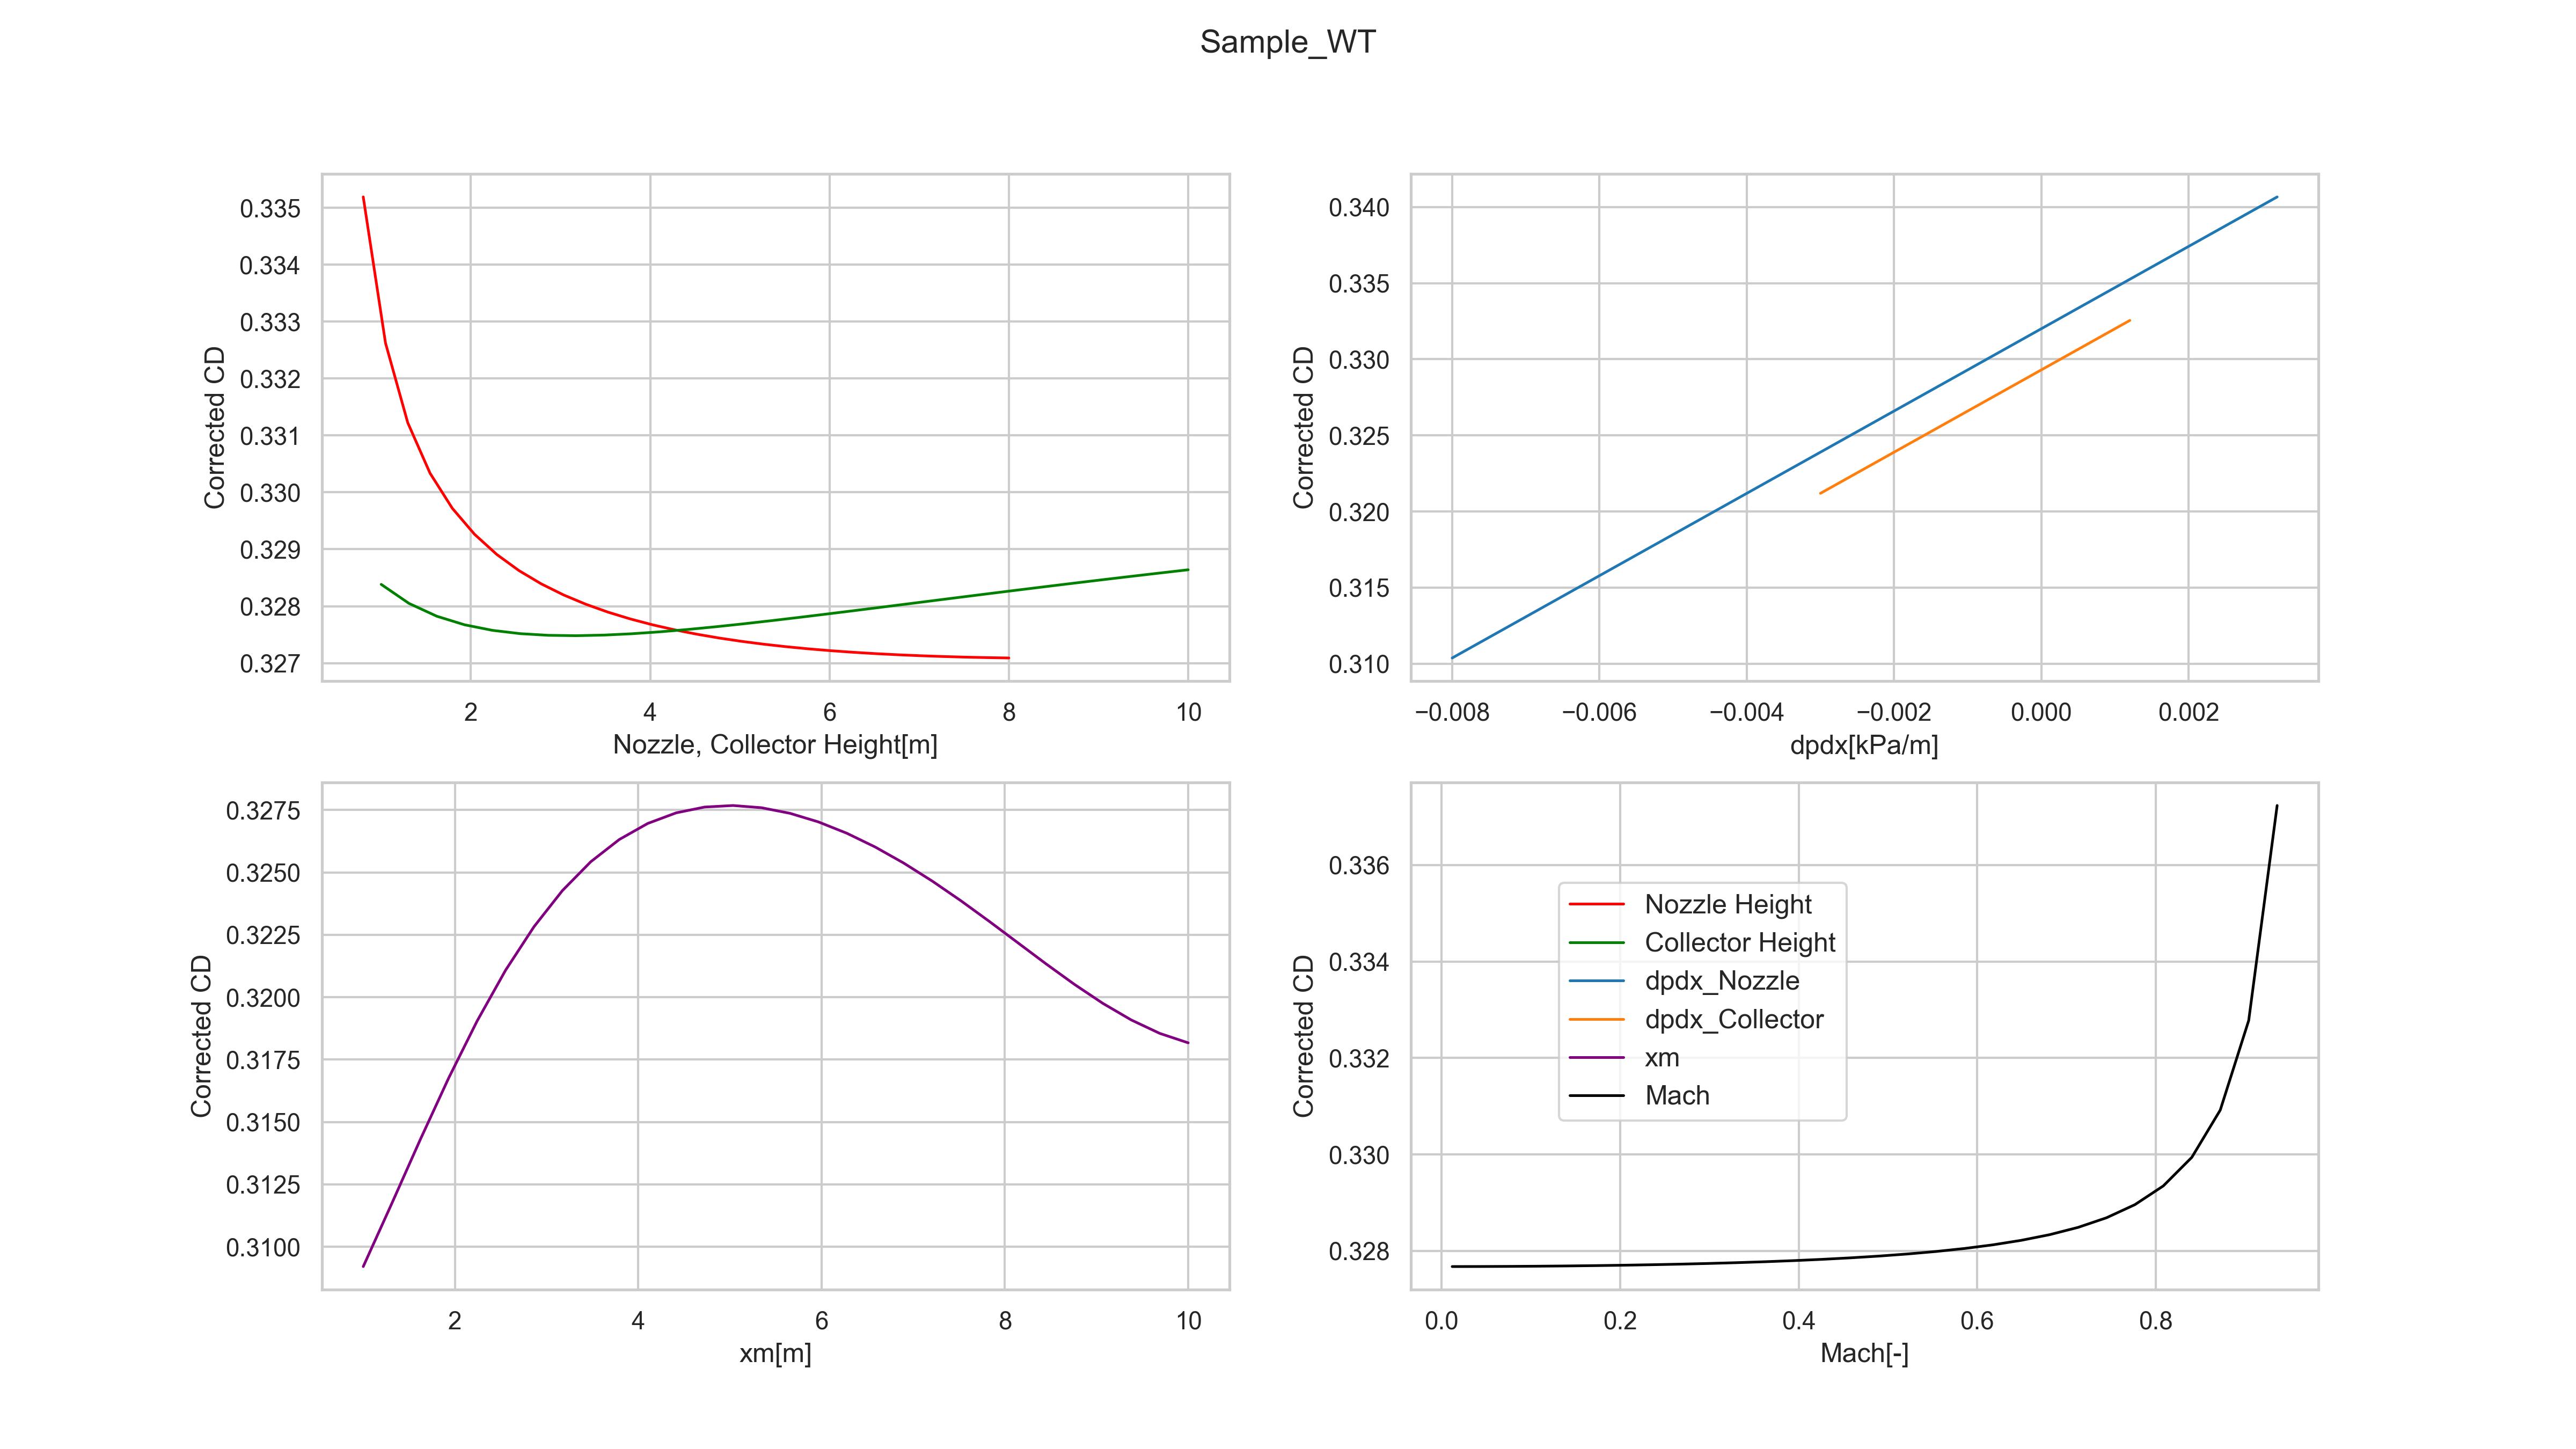 Sample_WT
Corrected CD
0.335
0.334
0.333
0.332
0.331
0.330
0.329
0.328
0.327
2 4 6 8 10
Nozzle, Collector Height[m]
Corrected CD
0.340
0.335
0.330
0.325
0.320
0.315
0.310
−0.008 −0.006 −0.004 −0.002 0.000 0.002
dpdx[kPa/m]
Corrected CD
0.3275
0.3250
0.3225
0.3200
0.3175
0.3150
0.3125
0.3100
2 4 6 8 10
xm[m]
Corrected CD
0.336
0.334
0.332
0.330
0.328
Nozzle Height
Collector Height
dpdx_Nozzle
dpdx_Collector
xm
Mach
0.0 0.2 0.4 0.6 0.8
Mach[-]